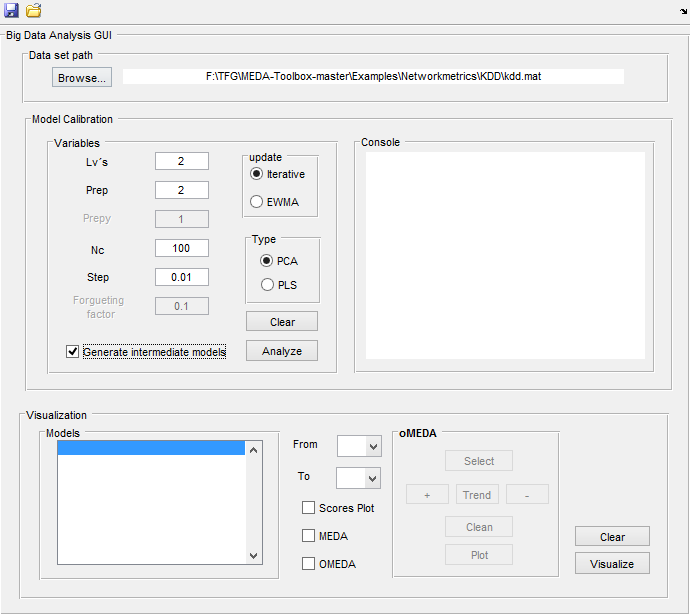 Big Data Analysis GUI
Data set path
Browse...
F:\TFG\MEDA-Toolbox-master\Examples\Networkmetrics\KDD\kdd.mat
Model Calibration
Variables
Lv´s
2
Prep
2
Prepy
1
Nc
100
Step
0.01
Forgueting
factor
0.1
Generate intermediate models
update
Iterative
EWMA
Type
PCA
PLS
Clear
Analyze
Console
Visualization
Models
From
To
Scores Plot
MEDA
OMEDA
oMEDA
Select
+
Trend
-
Clean
Plot
Clear
Visualize